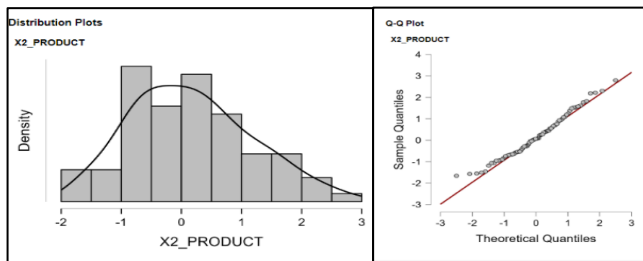 Distribution Plots
X2_PRODUCT
Density
-2 -1 0 1 2 3
X2_PRODUCT
Q-Q Plot
X2_PRODUCT
4
3
2
1
0
-1
-2
-3
Sample Quantiles
-3 -2 -1 0 1 2 3
Theoretical Quantiles